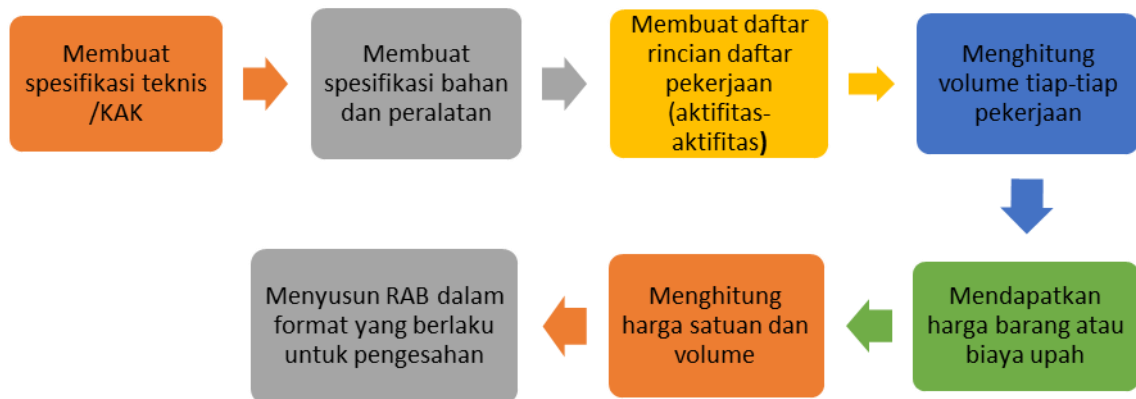 Membuat
spesifikasi teknis
/KAK
Membuat
spesifikasi bahan
dan peralatan
Membuat daftar
rincian daftar
pekerjaan
(aktifitas-
aktifitas)
Menghitung
volume tiap-tiap
pekerjaan
Mendapatkan
harga barang atau
biaya upah
Menghitung
harga satuan dan
volume
Menyusun RAB dalam
format yang berlaku
untuk pengesahan